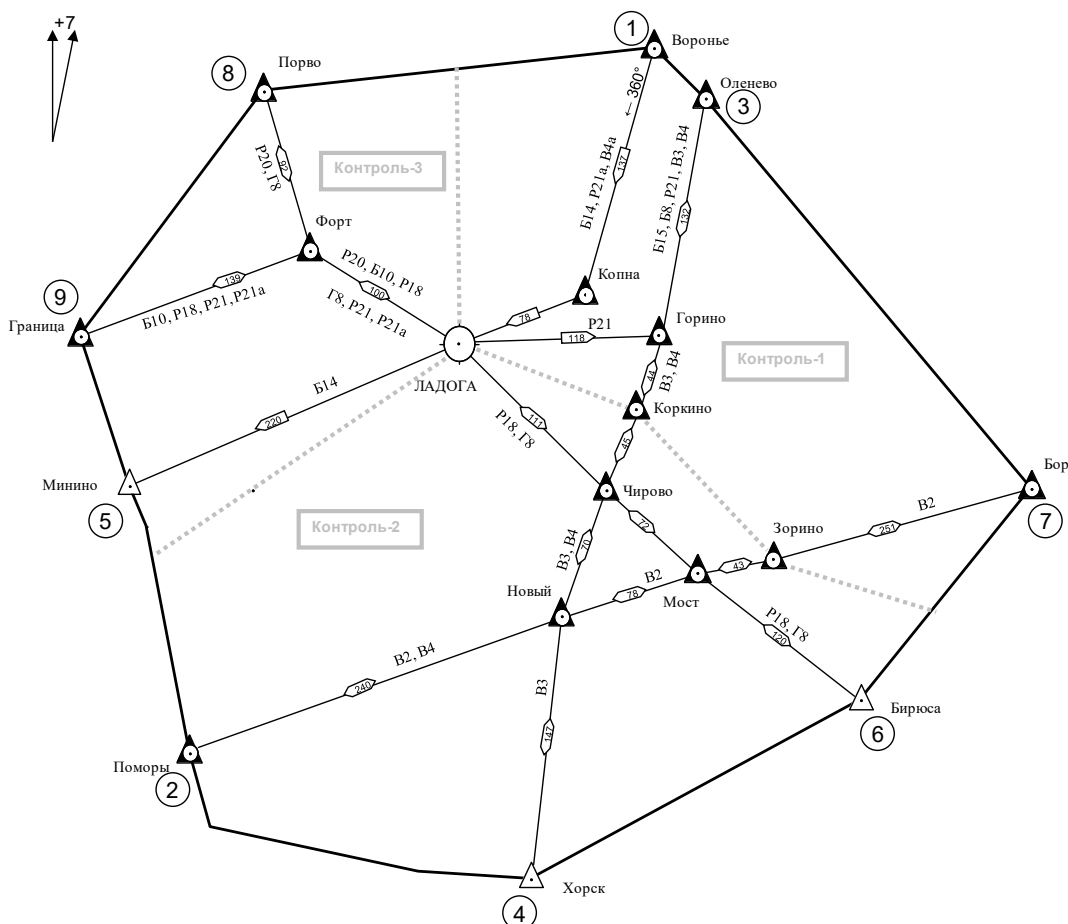 +7
1
Воронье
8
Порво
Оленево
3
← 360°
137
Б14, Р21а, В4а
Б15, Б8, Р21, В3, В4
132
92
Р20, Г8
Контроль-3
Форт
Р20, Б10, Р18
100
Г8, Р21, Р21а
139
Б10, Р18, Р21, Р21а
9
Граница
Копна
78
Р21
118
Горино
ЛАДОГА
44
В3, В4
Контроль-1
Б14
220
Коркино
Р18, Г8
111
45
Минино
5
Чирово
Бор
7
В2
251
Контроль-2
72
Зорино
43
В3, В4
70
В2
78
Мост
Новый
Р18, Г8
120
В2, В4
240
В3
147
Бирюса
6
Поморы
2
Хорск
4